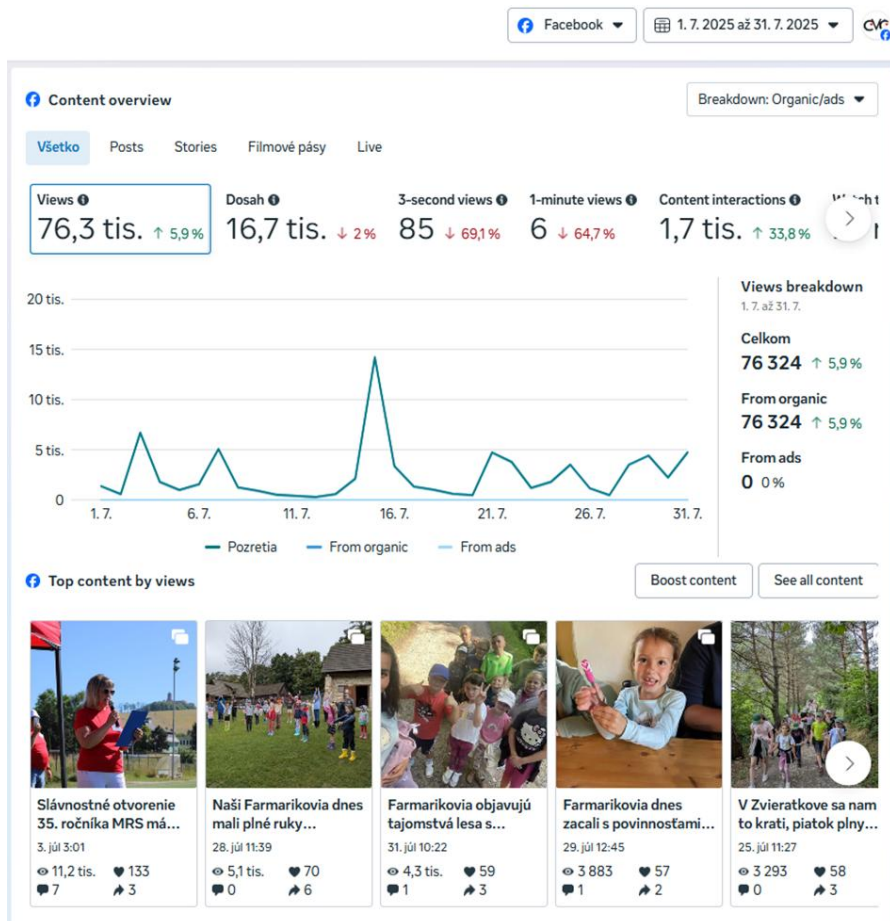 Facebook
1. 7. 2025 až 31. 7. 2025
Content overview
Breakdown: Organic/ads
Všetko Posts Stories Filmové pásy Live
Views Dosah 3-second views 1-minute views Content interactions
76,3 tis. ↑ 5,9 % 16,7 tis. ↓ 2 % 85 ↓ 69,1 % 6 ↓ 64,7 % 1,7 tis. ↑ 33,8 %
Views breakdown
1. 7. až 31. 7.
Celkom
76 324 ↑ 5,9 %
From organic
76 324 ↑ 5,9 %
From ads
0 0 %
20 tis.
15 tis.
10 tis.
5 tis.
0
1. 7. 6. 7. 11. 7. 16. 7. 21. 7. 26. 7. 31. 7.
Pozretia From organic From ads
Top content by views
Boost content See all content
Slávnostné otvorenie
35. ročníka MRS má...
3. júl 3:01
11,2 tis. 133
7 3
Naši Farmarikovia dnes
mali plné ruky...
28. júl 11:39
5,1 tis. 70
0 6
Farmarikovia objavujú
tajomstvá lesa s...
31. júl 10:22
4,3 tis. 59
1 3
Farmarikovia dnes
zacali s povinnosťami...
29. júl 12:45
3 883 57
1 2
V Zvieratkove sa nam
to krati, piatok plny...
25. júl 11:27
3 293 58
0 3